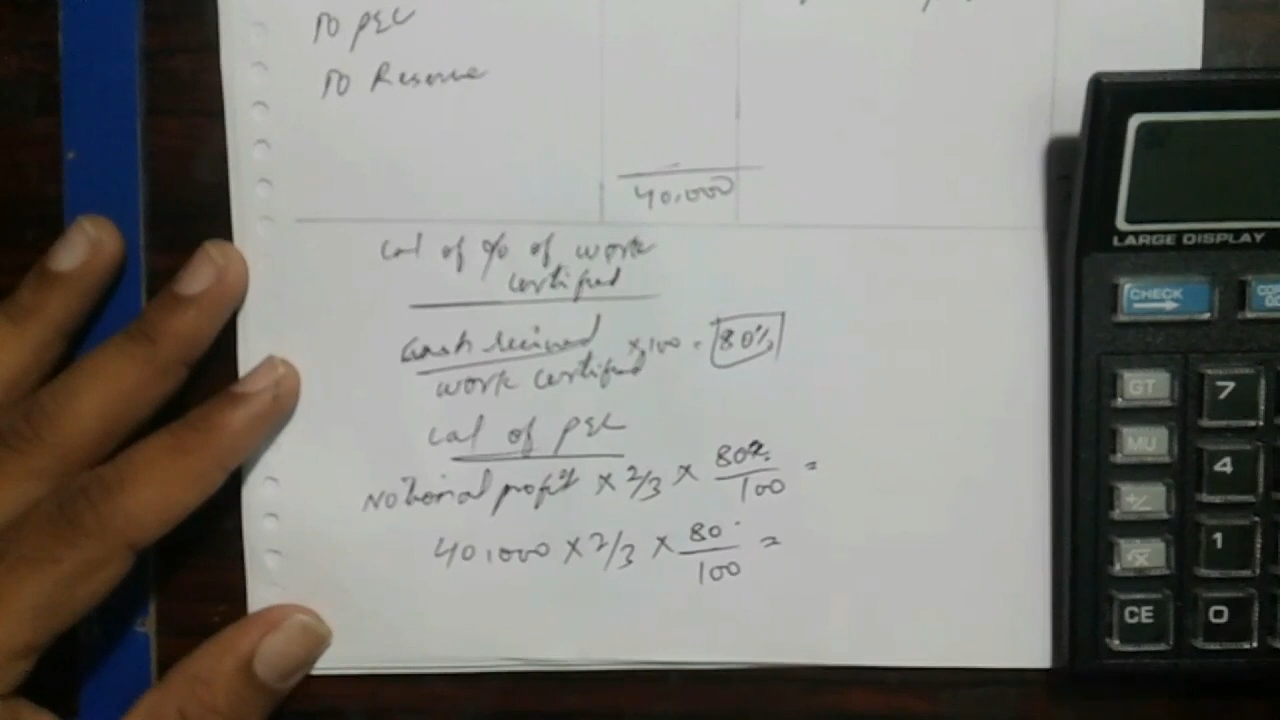 To P&L
To Reserve
40,000
Cal of % of work
certified
Cash received
work certified
×100 = 80%
Cal of P&L
Notional profit × 2/3 × 80%/100 =
40,000 × 2/3 × 80/100 =
LARGE DISPLAY
CHECK
GT
7
MU
4
+/-
1
CE
0